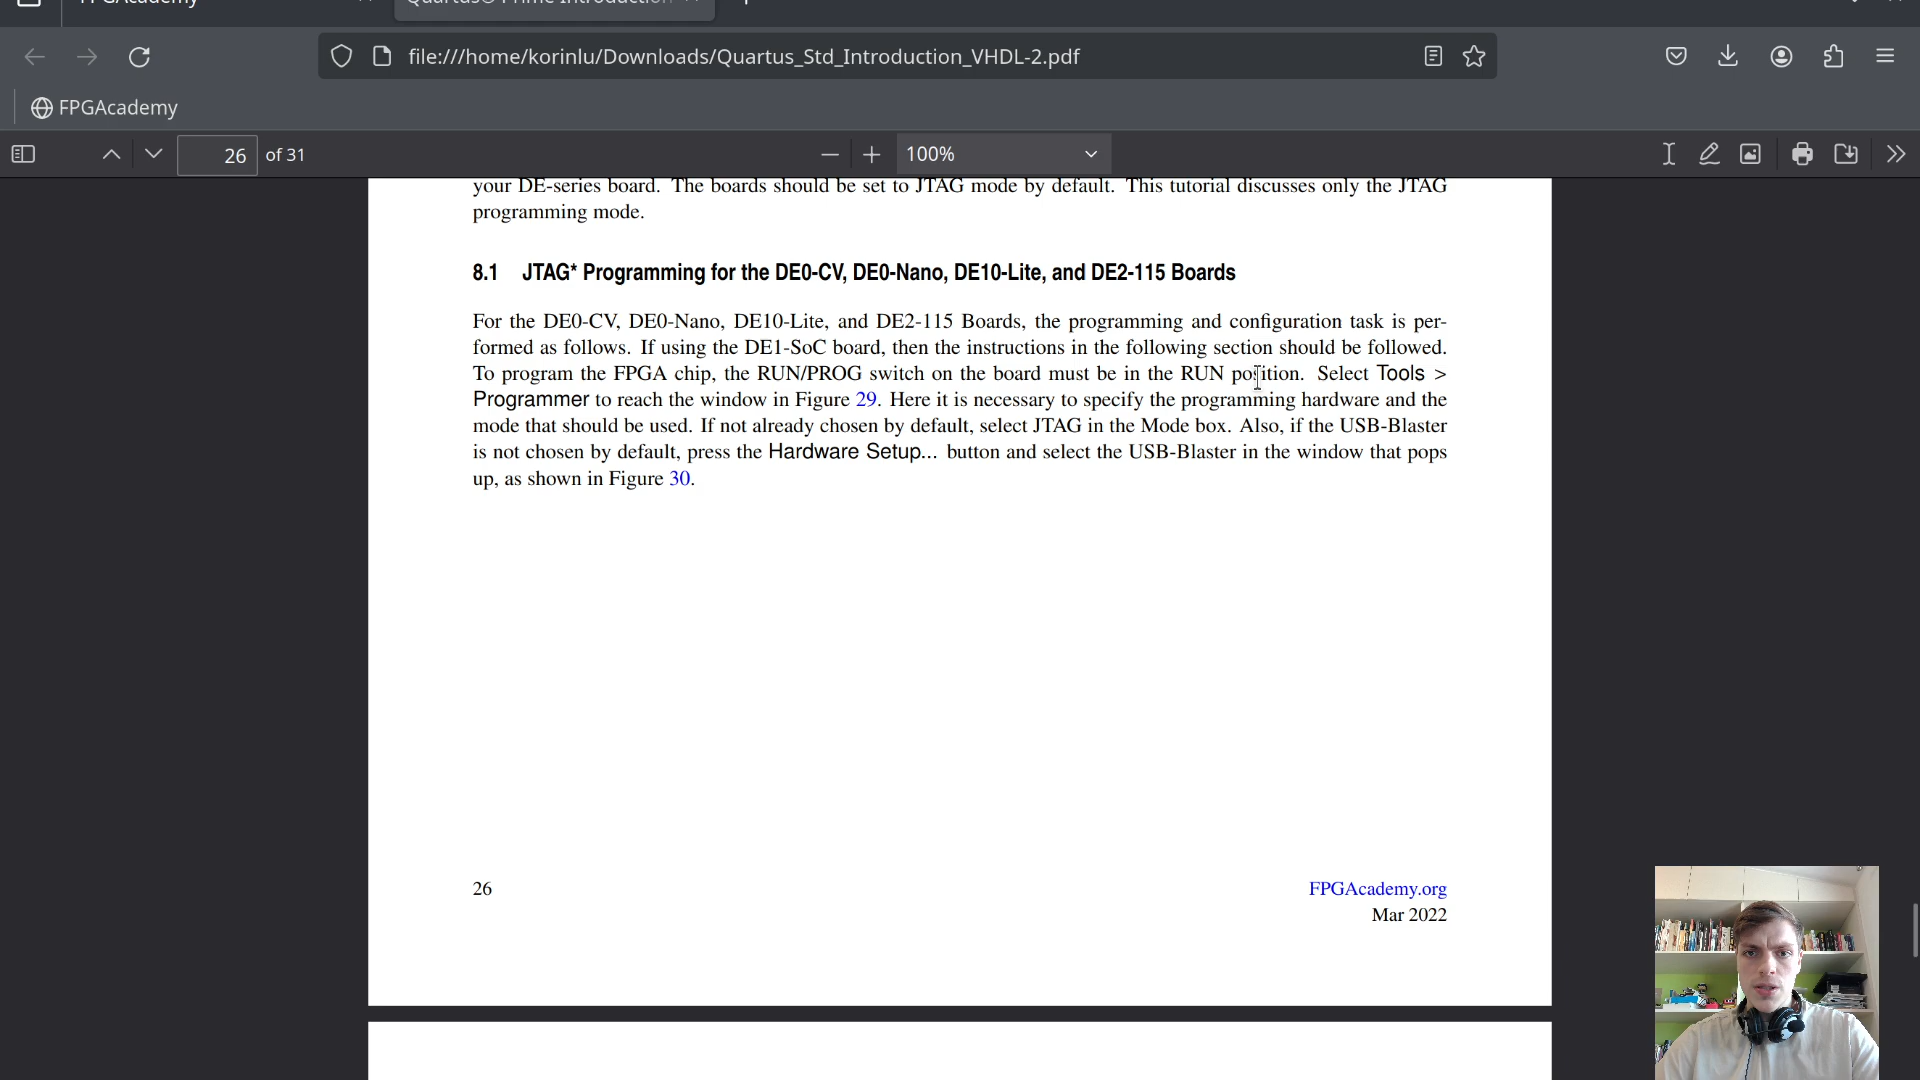 file:///home/korinlu/Downloads/Quartus_Std_Introduction_VHDL-2.pdf
FPGAcademy
26 of 31
100%
your DE-series board. The boards should be set to JTAG mode by default. This tutorial discusses only the JTAG
programming mode.
8.1 JTAG* Programming for the DE0-CV, DE0-Nano, DE10-Lite, and DE2-115 Boards
For the DE0-CV, DE0-Nano, DE10-Lite, and DE2-115 Boards, the programming and configuration task is per-
formed as follows. If using the DE1-SoC board, then the instructions in the following section should be followed.
To program the FPGA chip, the RUN/PROG switch on the board must be in the RUN position. Select Tools >
Programmer to reach the window in Figure 29. Here it is necessary to specify the programming hardware and the
mode that should be used. If not already chosen by default, select JTAG in the Mode box. Also, if the USB-Blaster
is not chosen by default, press the Hardware Setup... button and select the USB-Blaster in the window that pops
up, as shown in Figure 30.
26
FPGAcademy.org
Mar 2022